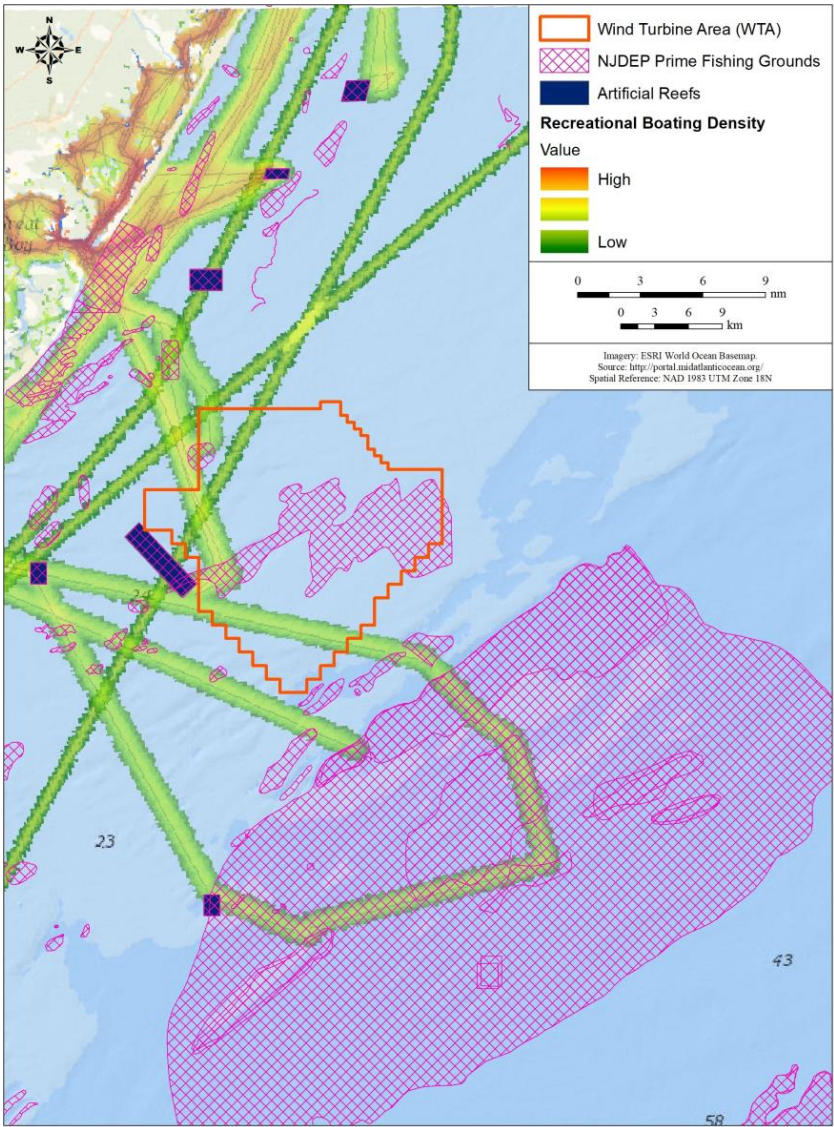 N
W E
S
Wind Turbine Area (WTA)
NJDEP Prime Fishing Grounds
Artificial Reefs
Recreational Boating Density
Value
High
Low
0 3 6 9
nm
0 3 6 9
km
Imagery: ESRI World Ocean Basemap.
Source: http://portal.midatlanticocean.org/
Spatial Reference: NAD 1983 UTM Zone 18N
Great
Bay
24
23
43
58